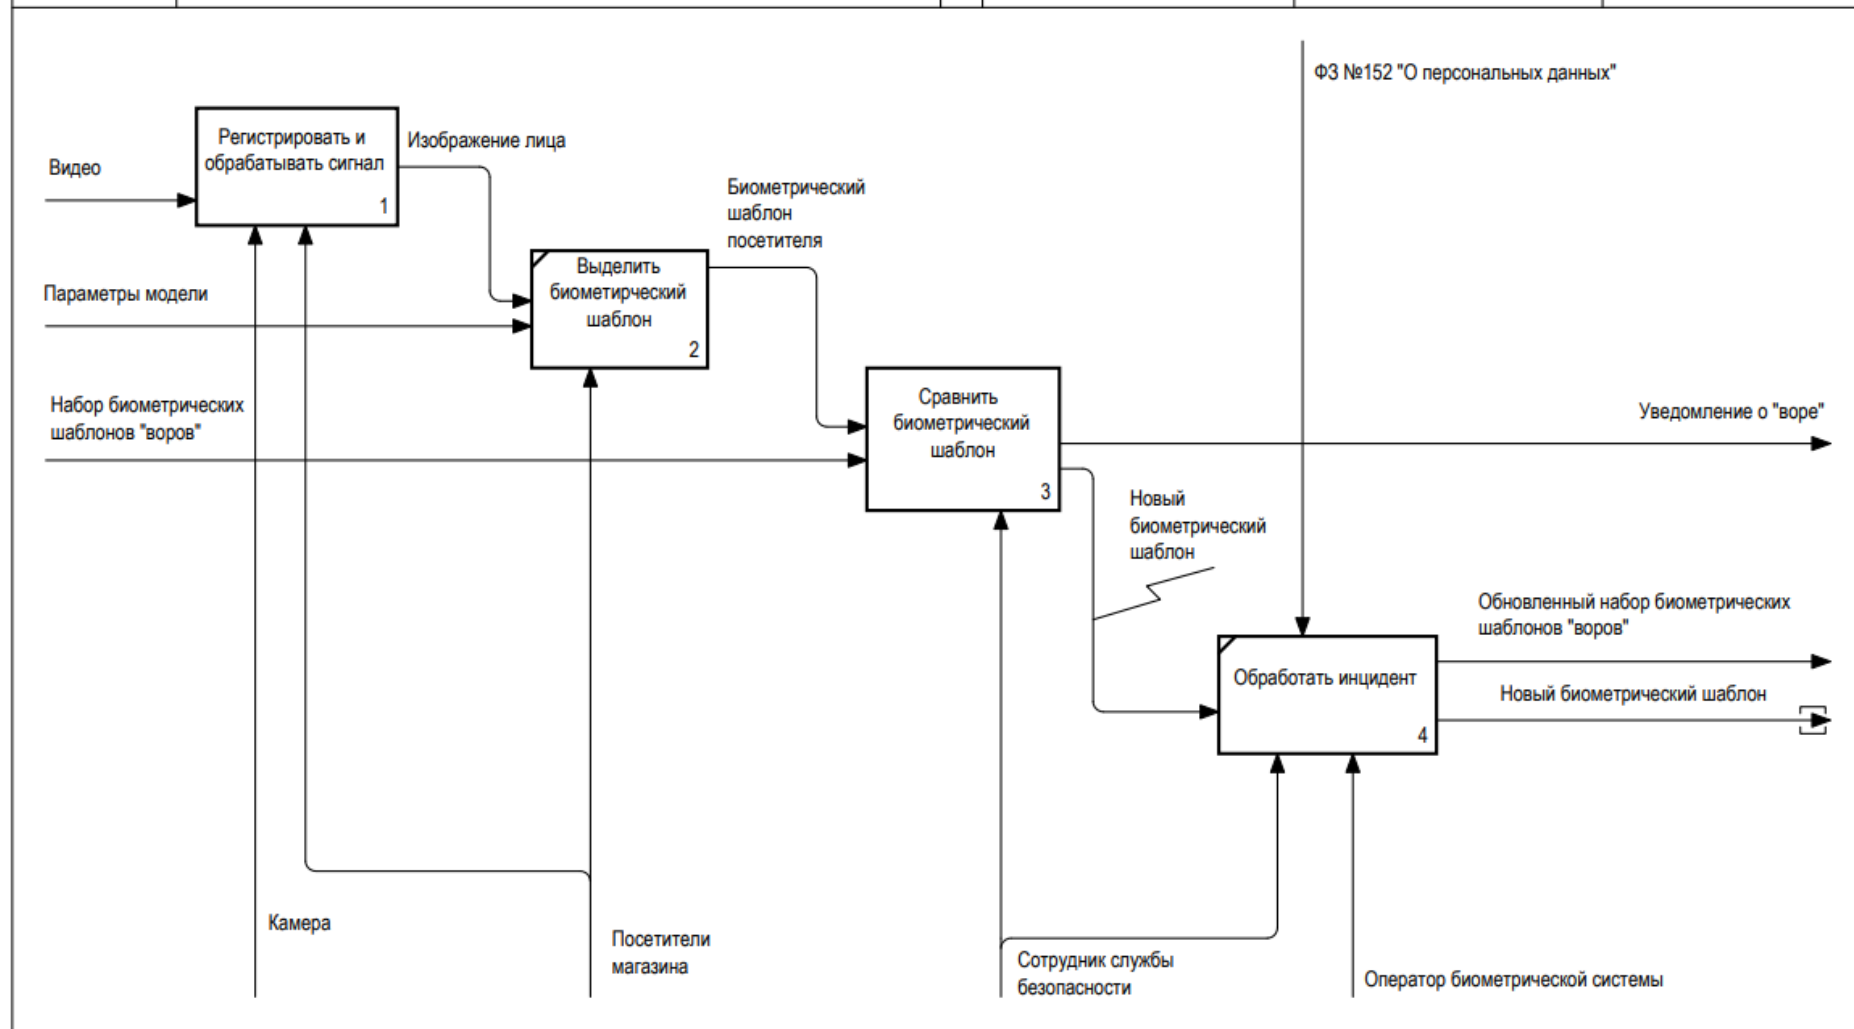 ФЗ №152 "О персональных данных"
Регистрировать и
обрабатывать сигнал
1
Изображение лица
Видео
Биометрический
шаблон
посетителя
Выделить
биометирческий
шаблон
2
Параметры модели
Набор биометрических
шаблонов "воров"
Сравнить
биометрический
шаблон
3
Уведомление о "воре"
Новый
биометрический
шаблон
Обновленный набор биометрических
шаблонов "воров"
Обработать инцидент
4
Новый биометрический шаблон
Камера
Посетители
магазина
Сотрудник службы
безопасности
Оператор биометрической системы